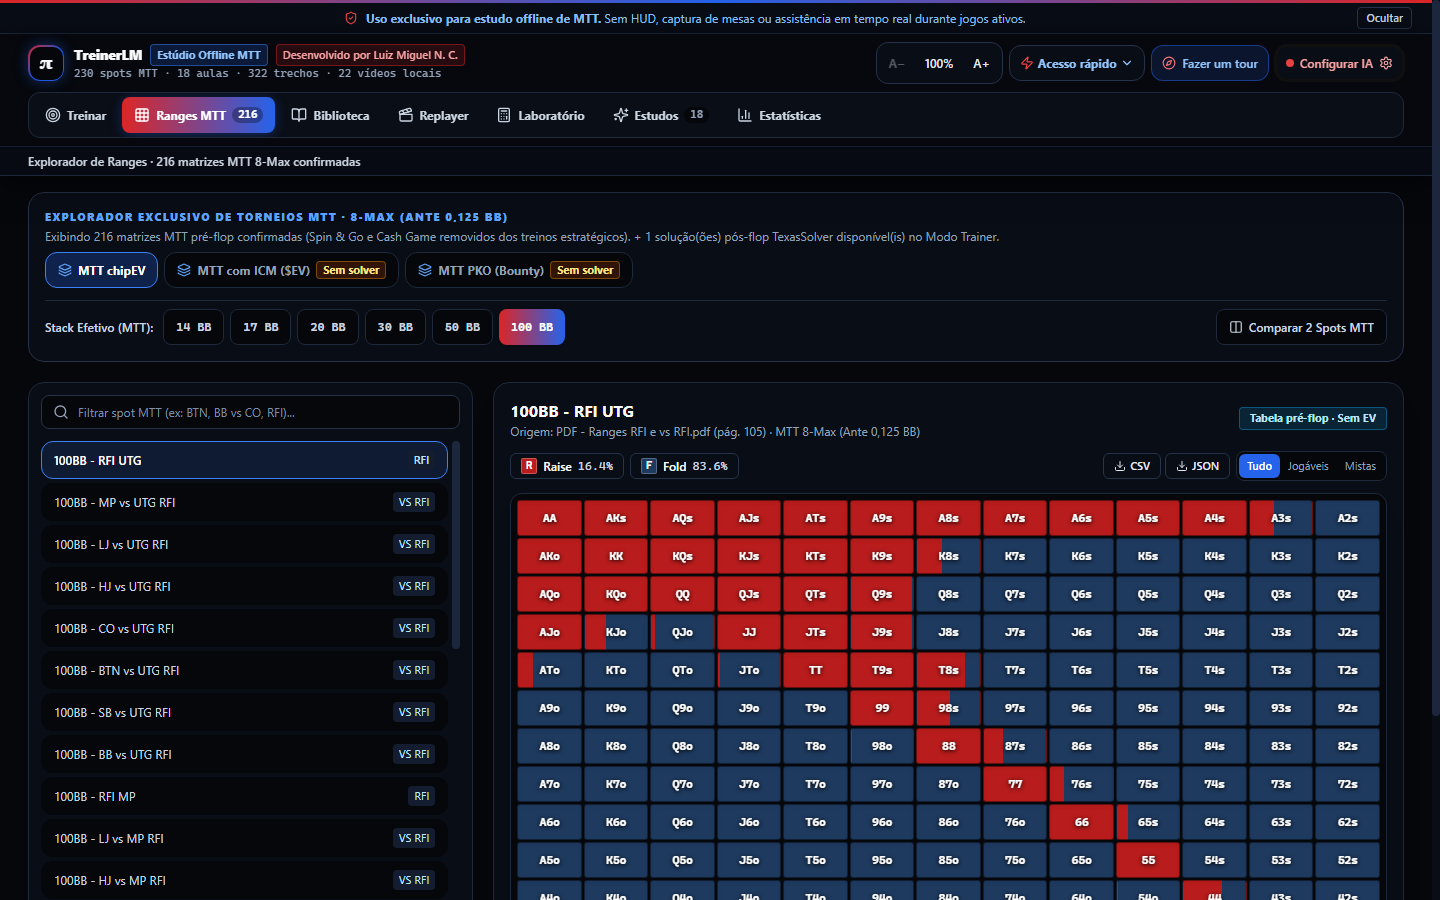 Uso exclusivo para estudo offline de MTT. Sem HUD, captura de mesas ou assistência em tempo real durante jogos ativos.
Ocultar
π
TreinerLM Estúdio Offline MTT Desenvolvido por Luiz Miguel N. C.
230 spots MTT · 18 aulas · 322 trechos · 22 vídeos locais
A− 100% A+
Acesso rápido
Fazer um tour
Configurar IA
Treinar
Ranges MTT 216
Biblioteca
Replayer
Laboratório
Estudos 18
Estatísticas
Explorador de Ranges · 216 matrizes MTT 8-Max confirmadas
EXPLORADOR EXCLUSIVO DE TORNEIOS MTT · 8-MAX (ANTE 0,125 BB)
Exibindo 216 matrizes MTT pré-flop confirmadas (Spin & Go e Cash Game removidos dos treinos estratégicos). + 1 solução(ões) pós-flop TexasSolver disponível(is) no Modo Trainer.
MTT chipEV
MTT com ICM ($EV) Sem solver
MTT PKO (Bounty) Sem solver
Stack Efetivo (MTT): 14 BB 17 BB 20 BB 30 BB 50 BB 100 BB
Comparar 2 Spots MTT
Filtrar spot MTT (ex: BTN, BB vs CO, RFI)...
100BB - RFI UTG RFI
100BB - MP vs UTG RFI VS RFI
100BB - LJ vs UTG RFI VS RFI
100BB - HJ vs UTG RFI VS RFI
100BB - CO vs UTG RFI VS RFI
100BB - BTN vs UTG RFI VS RFI
100BB - SB vs UTG RFI VS RFI
100BB - BB vs UTG RFI VS RFI
100BB - RFI MP RFI
100BB - LJ vs MP RFI VS RFI
100BB - HJ vs MP RFI VS RFI
100BB - RFI UTG
Origem: PDF - Ranges RFI e vs RFI.pdf (pág. 105) · MTT 8-Max (Ante 0,125 BB)
Tabela pré-flop · Sem EV
R Raise 16.4%
F Fold 83.6%
CSV
JSON
Tudo Jogáveis Mistas
AA AKs AQs AJs ATs A9s A8s A7s A6s A5s A4s A3s A2s
AKo KK KQs KJs KTs K9s K8s K7s K6s K5s K4s K3s K2s
AQo KQo QQ QJs QTs Q9s Q8s Q7s Q6s Q5s Q4s Q3s Q2s
AJo KJo QJo JJ JTs J9s J8s J7s J6s J5s J4s J3s J2s
ATo KTo QTo JTo TT T9s T8s T7s T6s T5s T4s T3s T2s
A9o K9o Q9o J9o T9o 99 98s 97s 96s 95s 94s 93s 92s
A8o K8o Q8o J8o T8o 98o 88 87s 86s 85s 84s 83s 82s
A7o K7o Q7o J7o T7o 97o 87o 77 76s 75s 74s 73s 72s
A6o K6o Q6o J6o T6o 96o 86o 76o 66 65s 64s 63s 62s
A5o K5o Q5o J5o T5o 95o 85o 75o 65o 55 54s 53s 52s
A4o K4o Q4o J4o T4o 94o 84o 74o 64o 54o 44 43s 42s